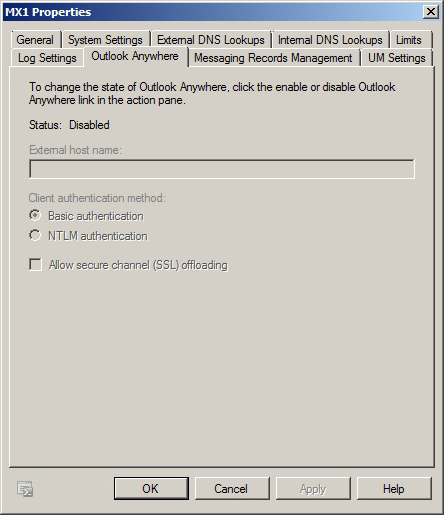 MX1 Properties
General System Settings External DNS Lookups Internal DNS Lookups Limits
Log Settings Outlook Anywhere Messaging Records Management UM Settings
To change the state of Outlook Anywhere, click the enable or disable Outlook
Anywhere link in the action pane.
Status: Disabled
External host name:
Client authentication method:
Basic authentication
NTLM authentication
Allow secure channel (SSL) offloading
OK Cancel Apply Help